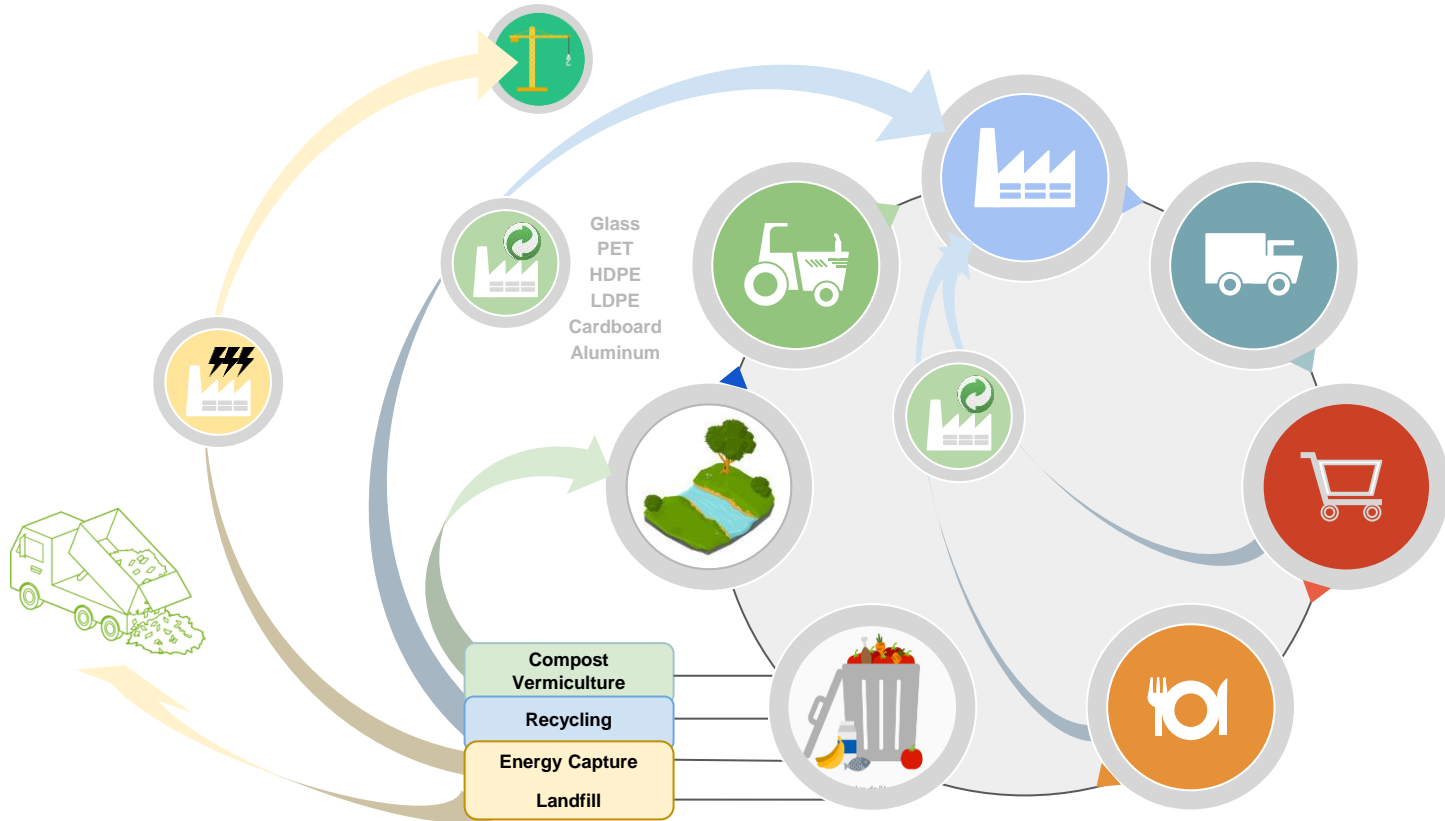 Glass
PET
HDPE
LDPE
Cardboard
Aluminum
Compost
Vermiculture
Recycling
Energy Capture
Landfill